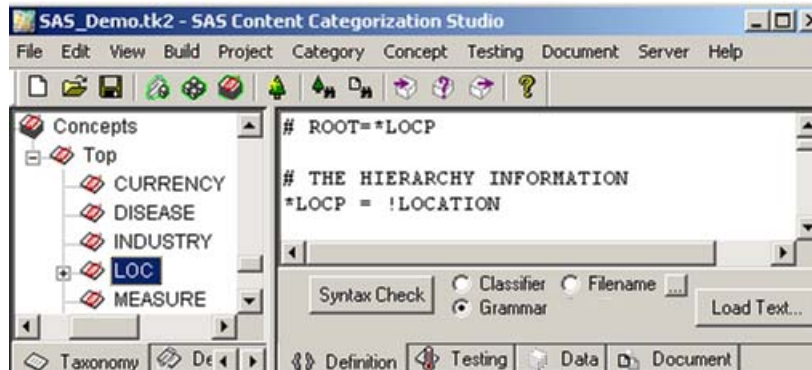 SAS_Demo.tk2 - SAS Content Categorization Studio
File Edit View Build Project Category Concept Testing Document Server Help
Concepts
Top
CURRENCY
DISEASE
INDUSTRY
LOC
MEASURE
# ROOT=*LOCP
# THE HIERARCHY INFORMATION
*LOCP = !LOCATION
Syntax Check
Classifier
Filename
...
Grammar
Load Text...
Taxonomy
Definition
Testing
Data
Document